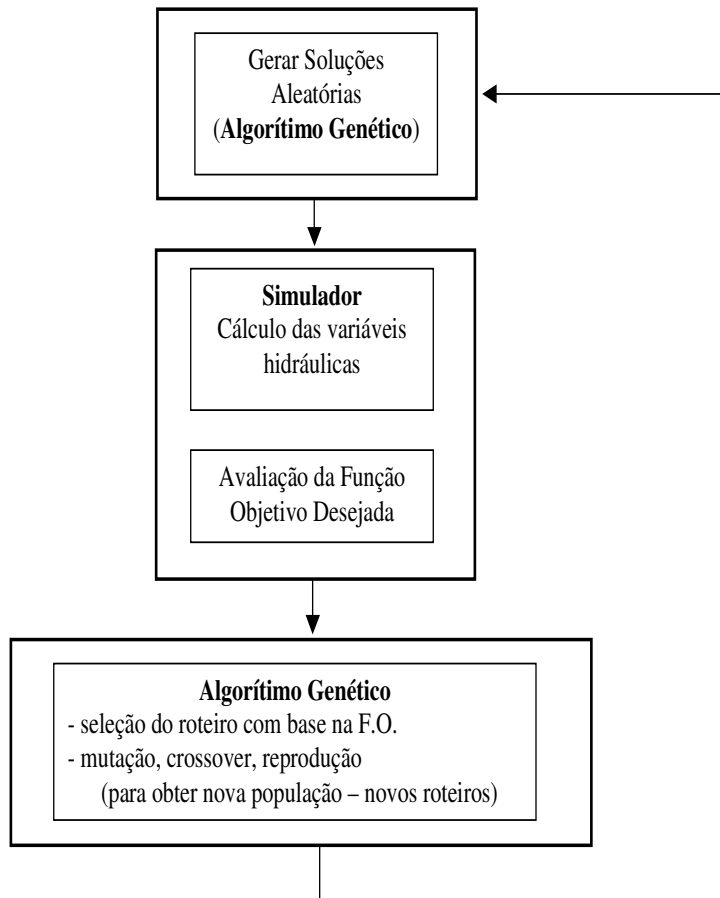 Gerar Soluções
Aleatórias
(Algorítimo Genético)
Simulador
Cálculo das variáveis
hidráulicas
Avaliação da Função
Objetivo Desejada
Algorítimo Genético
- seleção do roteiro com base na F.O.
- mutação, crossover, reprodução
(para obter nova população – novos roteiros)